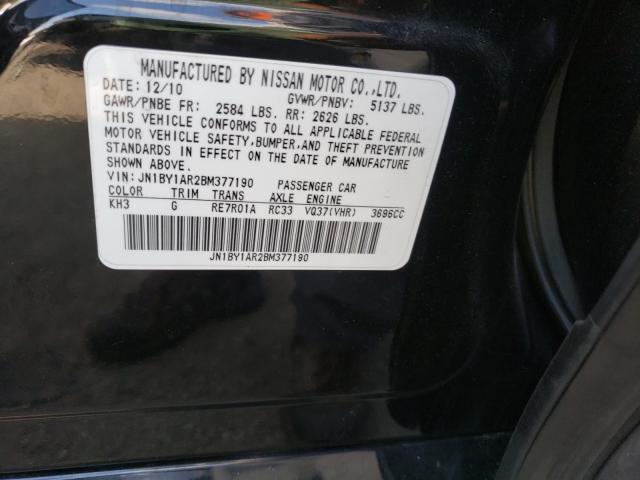 MANUFACTURED BY NISSAN MOTOR CO.,LTD.
DATE: 12/10 GVWR/PNBV: 5137 LBS.
GAWR/PNBE FR: 2584 LBS. RR: 2626 LBS.
THIS VEHICLE CONFORMS TO ALL APPLICABLE FEDERAL
MOTOR VEHICLE SAFETY,BUMPER,AND THEFT PREVENTION
STANDARDS IN EFFECT ON THE DATE OF MANUFACTURE
SHOWN ABOVE.
VIN: JN1BY1AR2BM377190 PASSENGER CAR
COLOR TRIM TRANS AXLE ENGINE
KH3 G RE7R01A RC33 VQ37(VHR) 3696CC
JN1BY1AR2BM377190